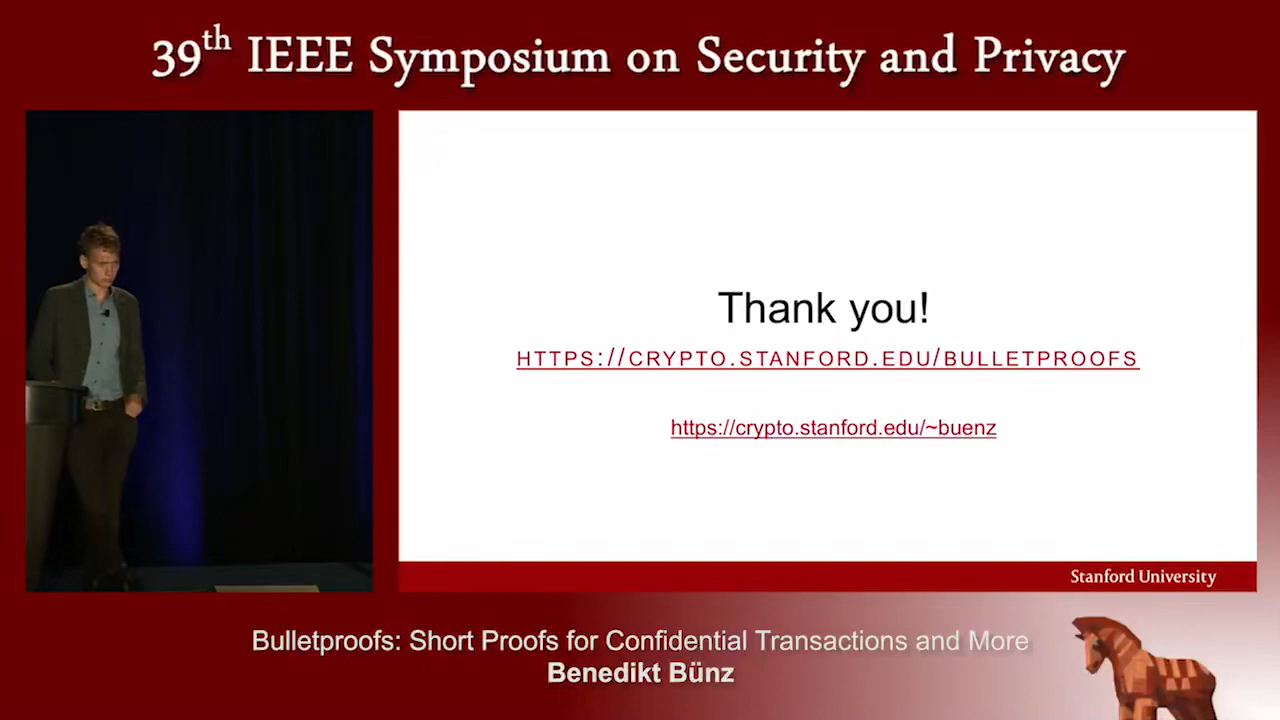 39th IEEE Symposium on Security and Privacy
Thank you!
HTTPS://CRYPTO.STANFORD.EDU/BULLETPROOFS
https://crypto.stanford.edu/~buenz
Stanford University
Bulletproofs: Short Proofs for Confidential Transactions and More
Benedikt Bünz